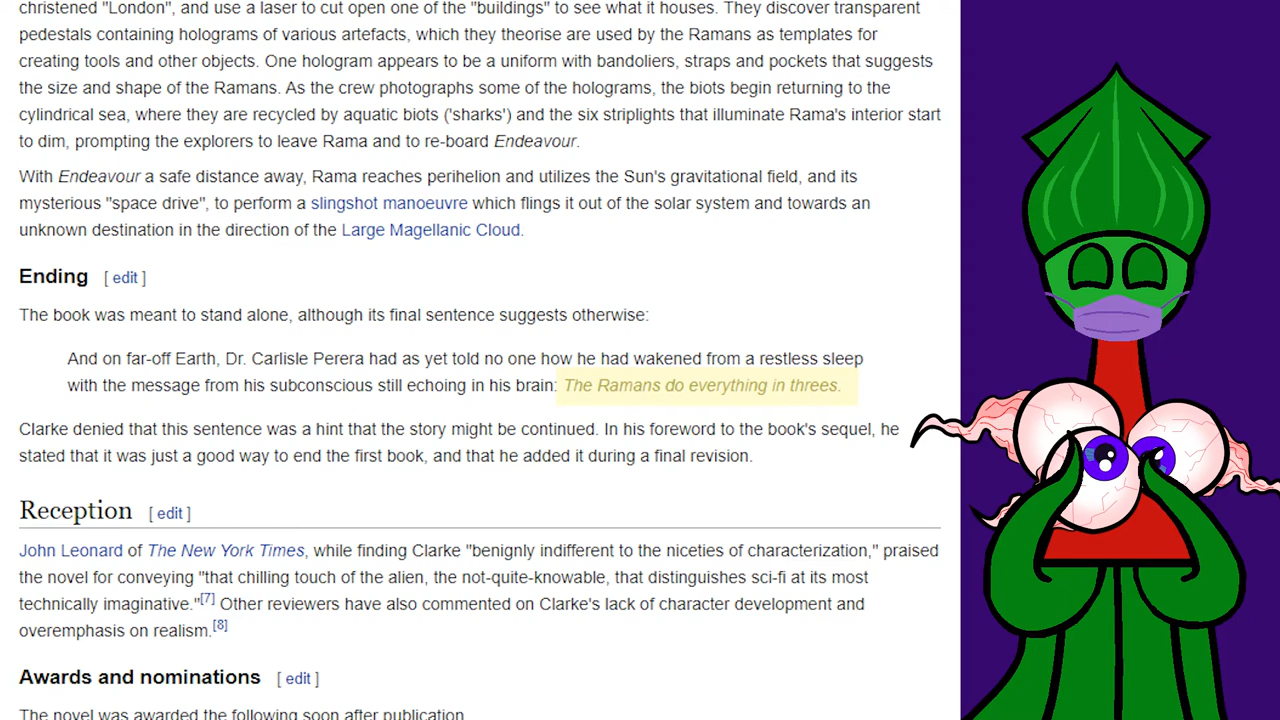 christened "London", and use a laser to cut open one of the "buildings" to see what it houses. They discover transparent
pedestals containing holograms of various artefacts, which they theorise are used by the Ramans as templates for
creating tools and other objects. One hologram appears to be a uniform with bandoliers, straps and pockets that suggests
the size and shape of the Ramans. As the crew photographs some of the holograms, the biots begin returning to the
cylindrical sea, where they are recycled by aquatic biots ('sharks') and the six striplights that illuminate Rama's interior start
to dim, prompting the explorers to leave Rama and to re-board Endeavour.
With Endeavour a safe distance away, Rama reaches perihelion and utilizes the Sun's gravitational field, and its
mysterious "space drive", to perform a slingshot manoeuvre which flings it out of the solar system and towards an
unknown destination in the direction of the Large Magellanic Cloud.
Ending [ edit ]
The book was meant to stand alone, although its final sentence suggests otherwise:
And on far-off Earth, Dr. Carlisle Perera had as yet told no one how he had wakened from a restless sleep
with the message from his subconscious still echoing in his brain: The Ramans do everything in threes.
Clarke denied that this sentence was a hint that the story might be continued. In his foreword to the book's sequel, he
stated that it was just a good way to end the first book, and that he added it during a final revision.
Reception [ edit ]
John Leonard of The New York Times, while finding Clarke "benignly indifferent to the niceties of characterization," praised
the novel for conveying "that chilling touch of the alien, the not-quite-knowable, that distinguishes sci-fi at its most
technically imaginative."[7] Other reviewers have also commented on Clarke's lack of character development and
overemphasis on realism.[8]
Awards and nominations [ edit ]
The novel was awarded the following soon after publication